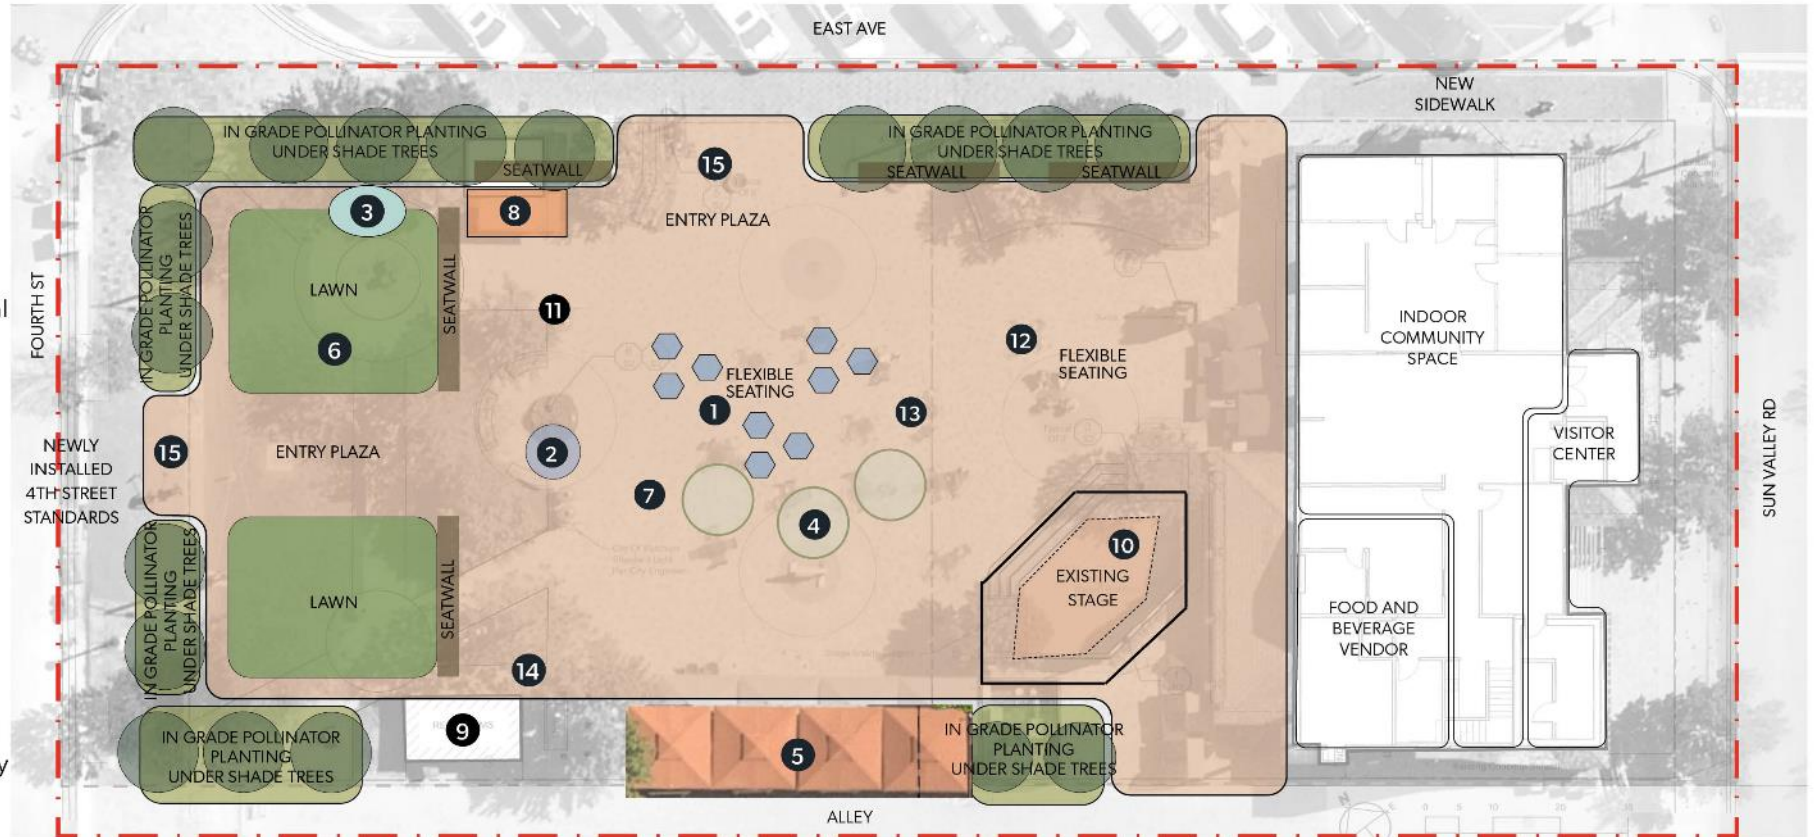 EAST AVE
NEW
SIDEWALK
IN GRADE POLLINATOR PLANTING
UNDER SHADE TREES
SEATWALL
15
ENTRY PLAZA
IN GRADE POLLINATOR PLANTING
UNDER SHADE TREES
SEATWALL
SEATWALL
3
8
IN GRADE POLLINATOR
PLANTING
UNDER SHADE TREES
LAWN
6
SEATWALL
11
FOURTH ST
12
FLEXIBLE
SEATING
FLEXIBLE
SEATING
1
13
INDOOR
COMMUNITY
SPACE
VISITOR
CENTER
SUN VALLEY RD
NEWLY
INSTALLED
4TH STREET
STANDARDS
15
ENTRY PLAZA
2
7
4
10
EXISTING
STAGE
IN GRADE POLLINATOR
PLANTING
UNDER SHADE TREES
LAWN
SEATWALL
14
FOOD AND
BEVERAGE
VENDOR
IN GRADE POLLINATOR
PLANTING
UNDER SHADE TREES
9
5
IN GRADE POLLINATOR
PLANTING
UNDER SHADE TREES
ALLEY
N
0 5 10 20